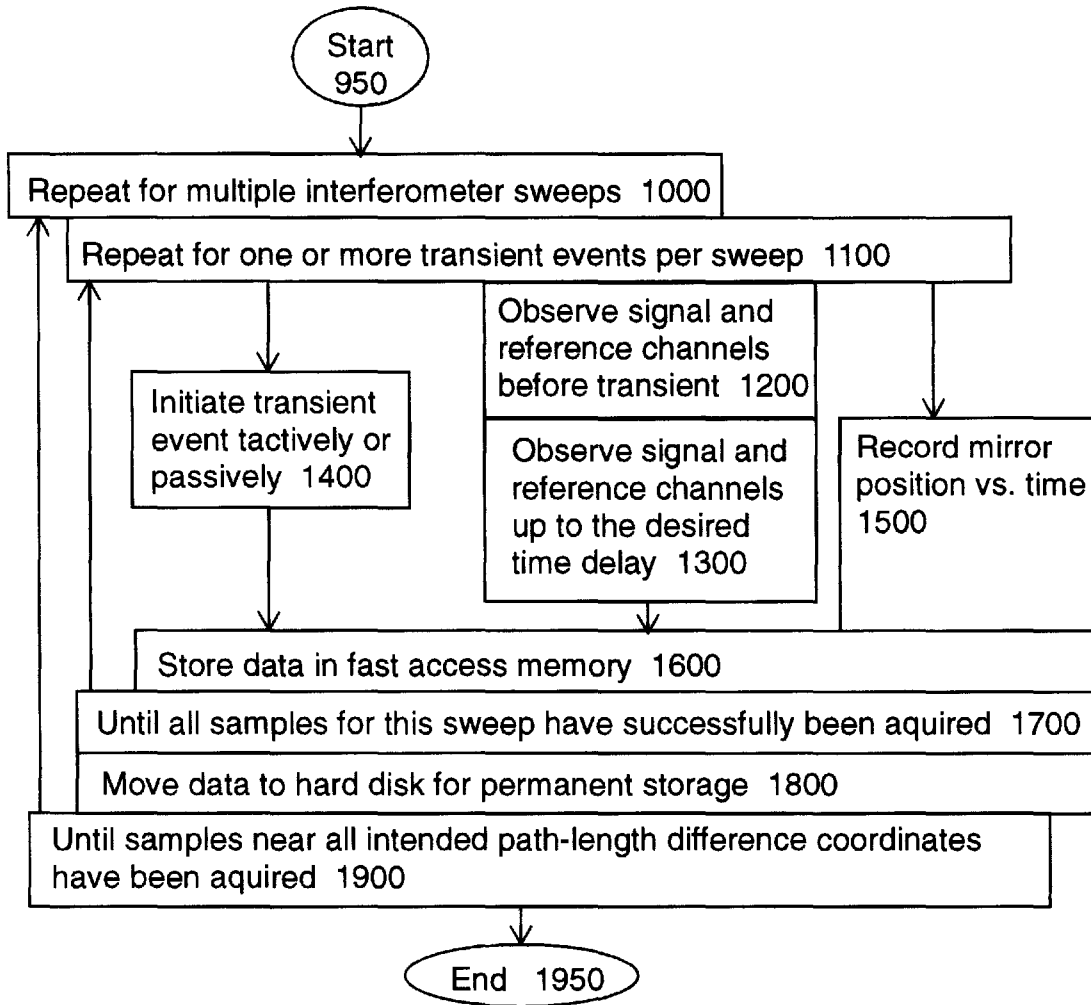 Start
950
Repeat for multiple interferometer sweeps 1000
Repeat for one or more transient events per sweep 1100
Observe signal and
reference channels
before transient 1200
Initiate transient
event tactively or
passively 1400
Observe signal and
reference channels
up to the desired
time delay 1300
Record mirror
position vs. time
1500
Store data in fast access memory 1600
Until all samples for this sweep have successfully been aquired 1700
Move data to hard disk for permanent storage 1800
Until samples near all intended path-length difference coordinates
have been aquired 1900
End 1950